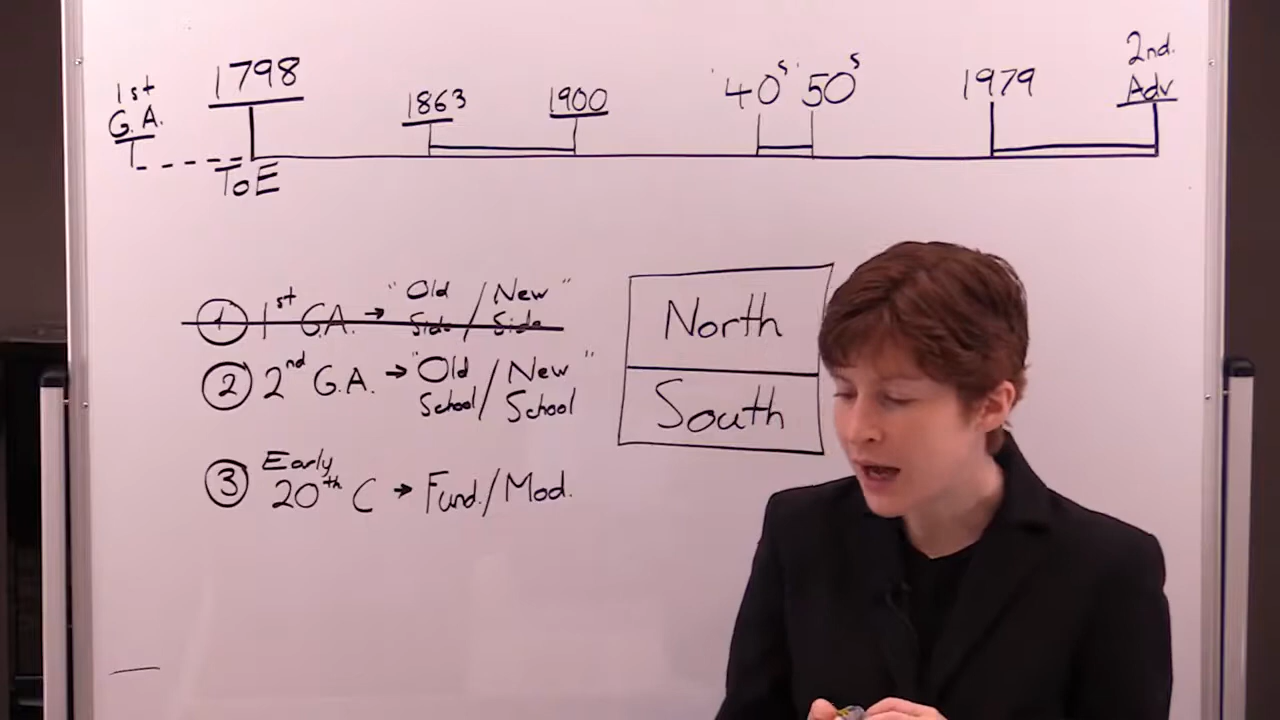 1st G.A.
1798
1863
1900
'40s '50s
1979
2nd. Adv
ToE
① 1st G.A. → "Old Side / New Side"
② 2nd G.A. → "Old School / New School"
③ Early 20th C → Fund./Mod.
North
South